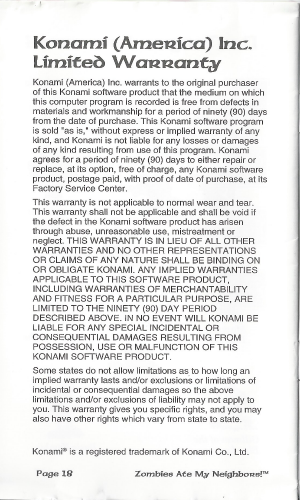 Konami (America) Inc.
Limited Warranty
Konami (America) Inc. warrants to the original purchaser
of this Konami software product that the medium on which
this computer program is recorded is free from defects in
materials and workmanship for a period of ninety (90) days
from the date of purchase. This Konami software program
is sold "as is," without express or implied warranty of any
kind, and Konami is not liable for any losses or damages
of any kind resulting from use of this program. Konami
agrees for a period of ninety (90) days to either repair or
replace, at its option, free of charge, any Konami software
product, postage paid, with proof of date of purchase, at its
Factory Service Center.
This warranty is not applicable to normal wear and tear.
This warranty shall not be applicable and shall be void if
the defect in the Konami software product has arisen
through abuse, unreasonable use, mistreatment or
neglect. THIS WARRANTY IS IN LIEU OF ALL OTHER
WARRANTIES AND NO OTHER REPRESENTATIONS
OR CLAIMS OF ANY NATURE SHALL BE BINDING ON
OR OBLIGATE KONAMI. ANY IMPLIED WARRANTIES
APPLICABLE TO THIS SOFTWARE PRODUCT,
INCLUDING WARRANTIES OF MERCHANTABILITY
AND FITNESS FOR A PARTICULAR PURPOSE, ARE
LIMITED TO THE NINETY (90) DAY PERIOD
DESCRIBED ABOVE. IN NO EVENT WILL KONAMI BE
LIABLE FOR ANY SPECIAL INCIDENTAL OR
CONSEQUENTIAL DAMAGES RESULTING FROM
POSSESSION, USE OR MALFUNCTION OF THIS
KONAMI SOFTWARE PRODUCT.
Some states do not allow limitations as to how long an
implied warranty lasts and/or exclusions or limitations of
incidental or consequential damages so the above
limitations and/or exclusions of liability may not apply to
you. This warranty gives you specific rights, and you may
also have other rights which vary from state to state.
Konami® is a registered trademark of Konami Co., Ltd.
Page 18 Zombies Ate My Neighbors!™